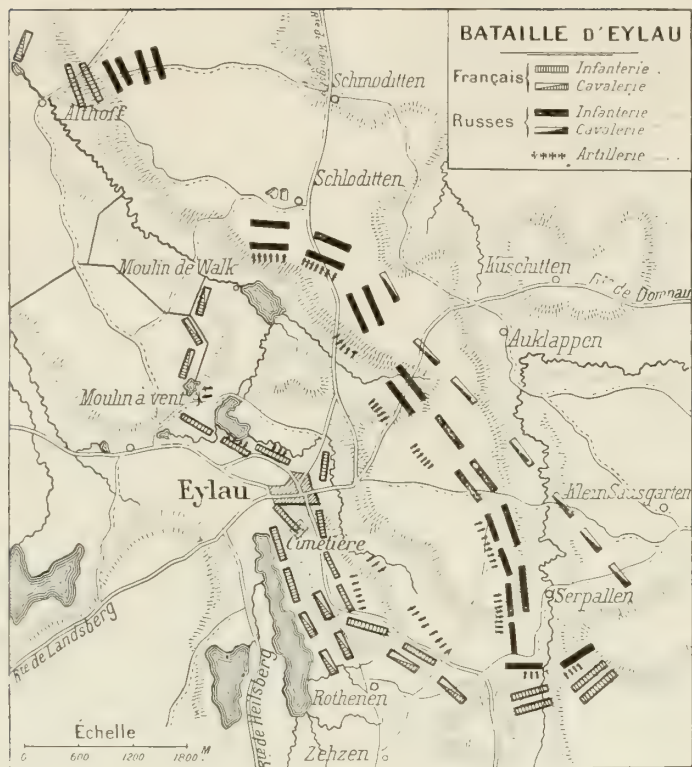 BATAILLE D'EYLAU
Français
Infanterie
Cavalerie
Russes
Infanterie
Cavalerie
Artillerie
Schmoditten
Althoff
Schloditten
Moulin de Walk
Kuschitten
Rte de Domnau
Auklappen
Moulin a vent
Eylau
Klein Sausgarten
Cimetière
Serpallen
Rte de Landsberg
Rte de Heilsberg
Rothenen
Zehzen
Échelle
0 600 1200 1800 M